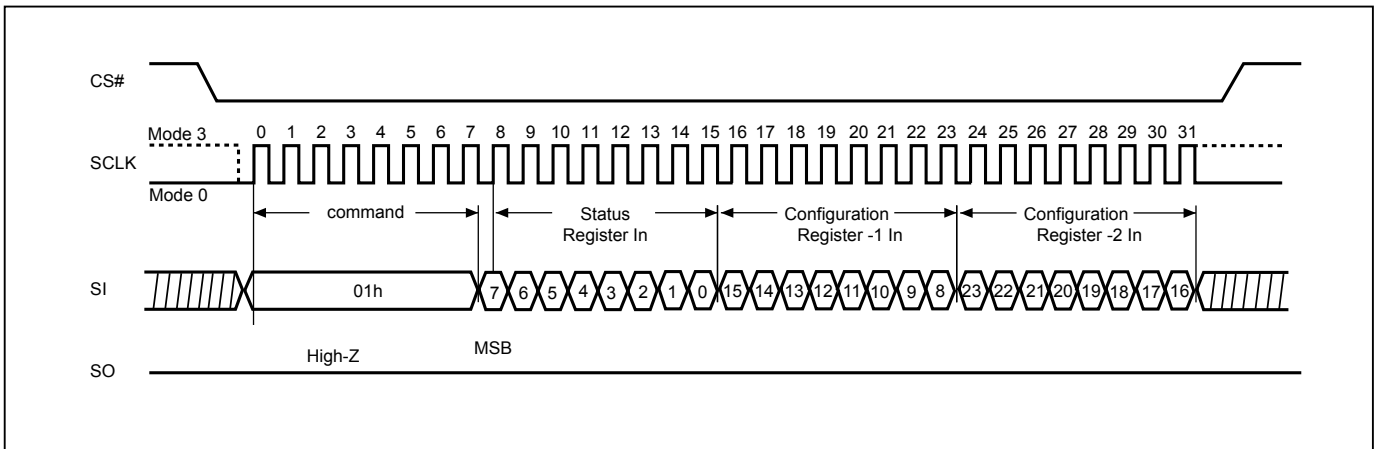 CS#
Mode 3
0 1 2 3 4 5 6 7 8 9 10 11 12 13 14 15 16 17 18 19 20 21 22 23 24 25 26 27 28 29 30 31
SCLK
Mode 0
command
Status
Register In
Configuration
Register -1 In
Configuration
Register -2 In
SI
01h
7 6 5 4 3 2 1 0 15 14 13 12 11 10 9 8 23 22 21 20 19 18 17 16
High-Z
MSB
SO